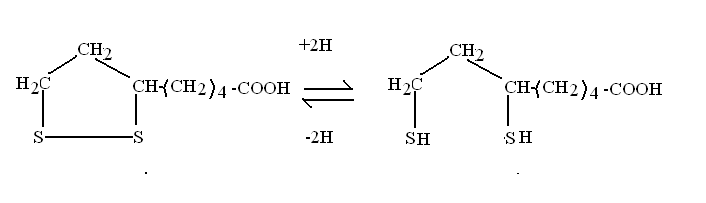 CH2 +2H CH2
H2C CH-(CH2)4-COOH H2C CH-(CH2)4-COOH
S S -2H SH SH
. .